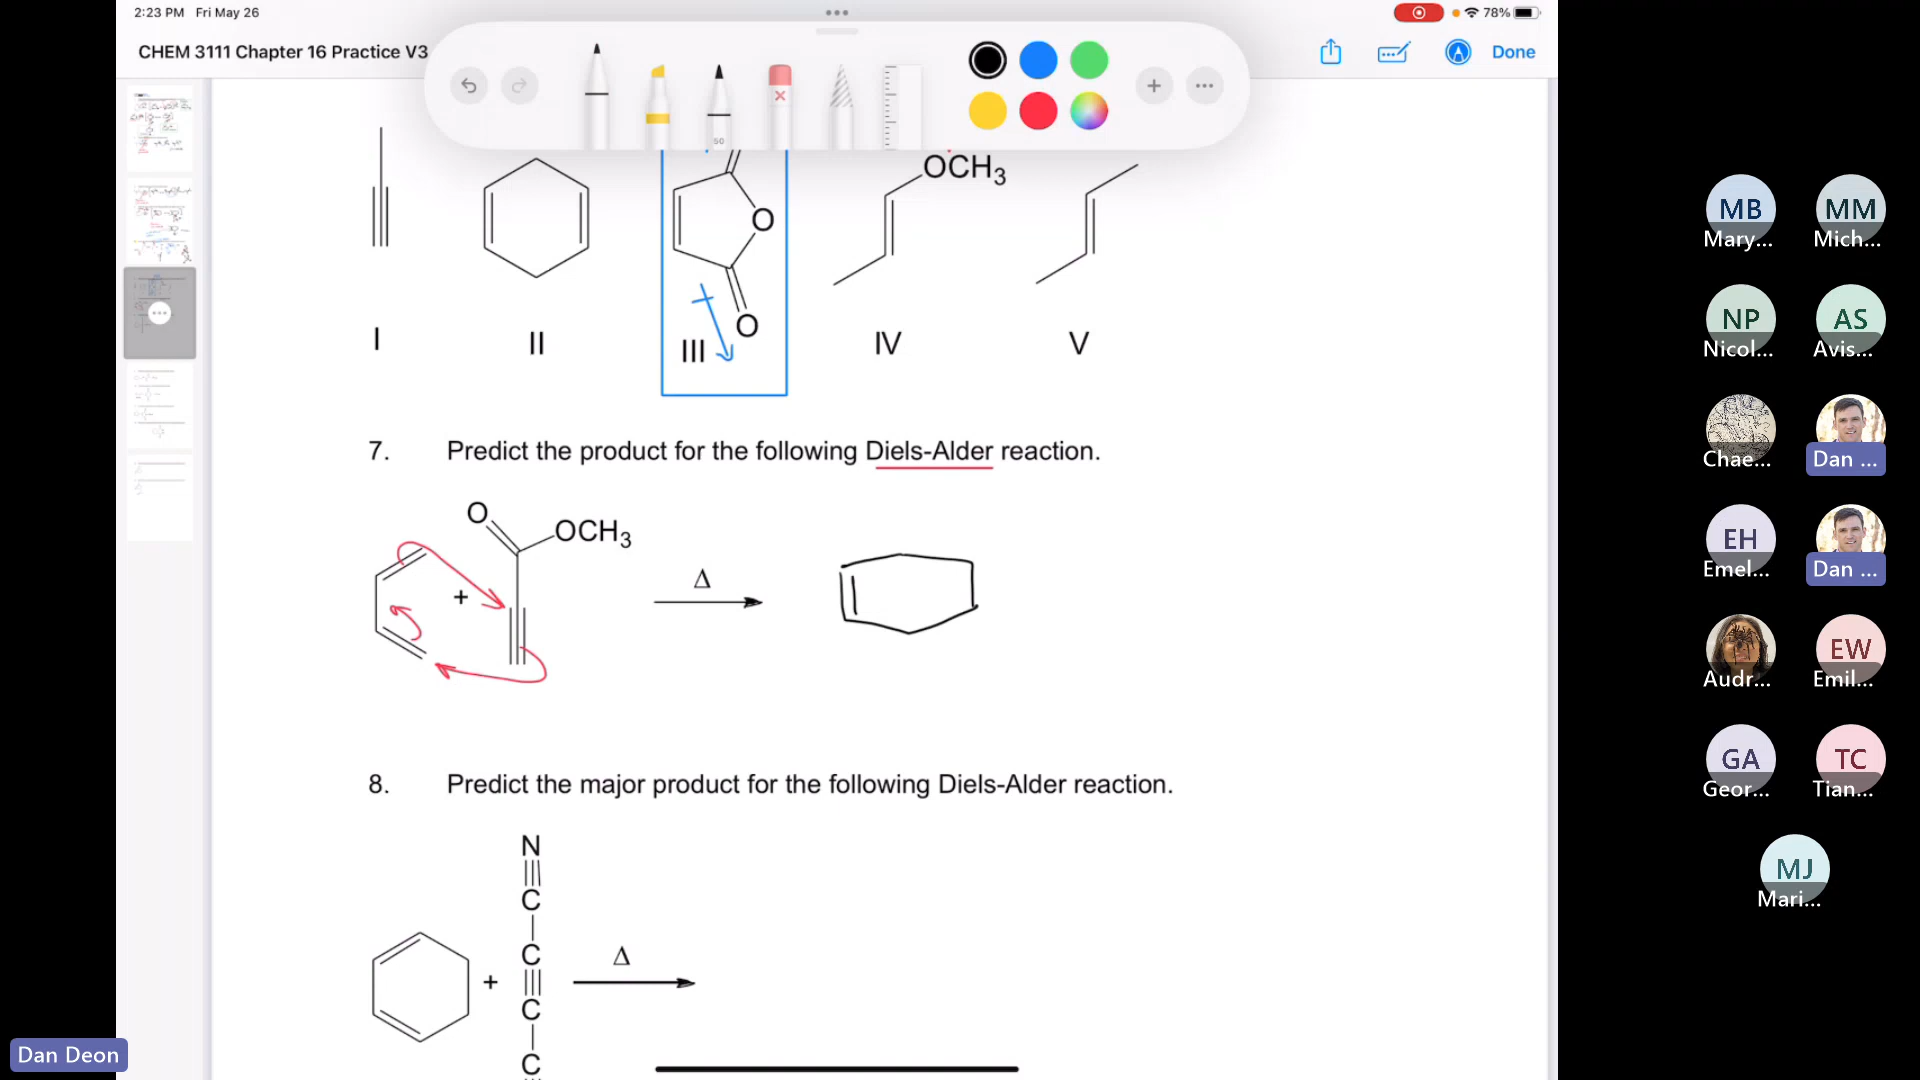 2:23 PM Fri May 26
78%
CHEM 3111 Chapter 16 Practice V3
Done
50
OCH3
O
O
I
II
III
IV
V
7. Predict the product for the following Diels-Alder reaction.
O
OCH3
+
Δ
8. Predict the major product for the following Diels-Alder reaction.
N
C
C
+
Δ
C
C
MB
Mary...
MM
Mich...
NP
Nicol...
AS
Avis...
Chae...
Dan ...
EH
Emel...
Dan ...
Audr...
EW
Emil...
GA
Geor...
TC
Tian...
MJ
Mari...
Dan Deon